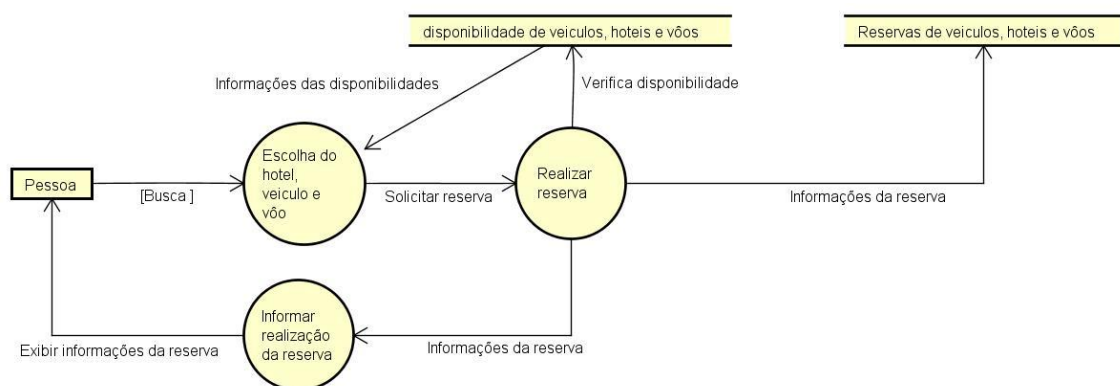 disponibilidade de veiculos, hoteis e vôos
Reservas de veiculos, hoteis e vôos
Informações das disponibilidades
Verifica disponibilidade
Pessoa
[Busca ]
Escolha do
hotel,
veiculo e
vôo
Solicitar reserva
Realizar
reserva
Informações da reserva
Informar
realização
da reserva
Exibir informações da reserva
Informações da reserva